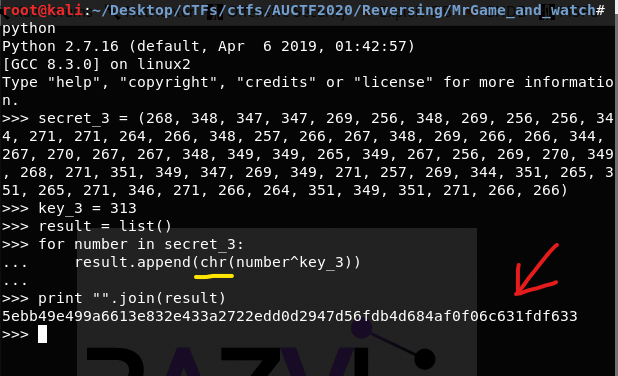 root@kali:~/Desktop/CTFs/ctfs/AUCTF2020/Reversing/MrGame_and_watch#
python
Python 2.7.16 (default, Apr  6 2019, 01:42:57)
[GCC 8.3.0] on linux2
Type "help", "copyright", "credits" or "license" for more informatio
n.
>>> secret_3 = (268, 348, 347, 347, 269, 256, 348, 269, 256, 256, 34
4, 271, 271, 264, 266, 348, 257, 266, 267, 348, 269, 266, 266, 344,
267, 270, 267, 267, 348, 349, 349, 265, 349, 267, 256, 269, 270, 349
, 268, 271, 351, 349, 347, 269, 349, 271, 257, 269, 344, 351, 265, 3
51, 265, 271, 346, 271, 266, 264, 351, 349, 351, 271, 266, 266)
>>> key_3 = 313
>>> result = list()
>>> for number in secret_3:
...     result.append(chr(number^key_3))
...
>>> print "".join(result)
5ebb49e499a6613e832e433a2722edd0d2947d56fdb4d684af0f06c631fdf633
>>>